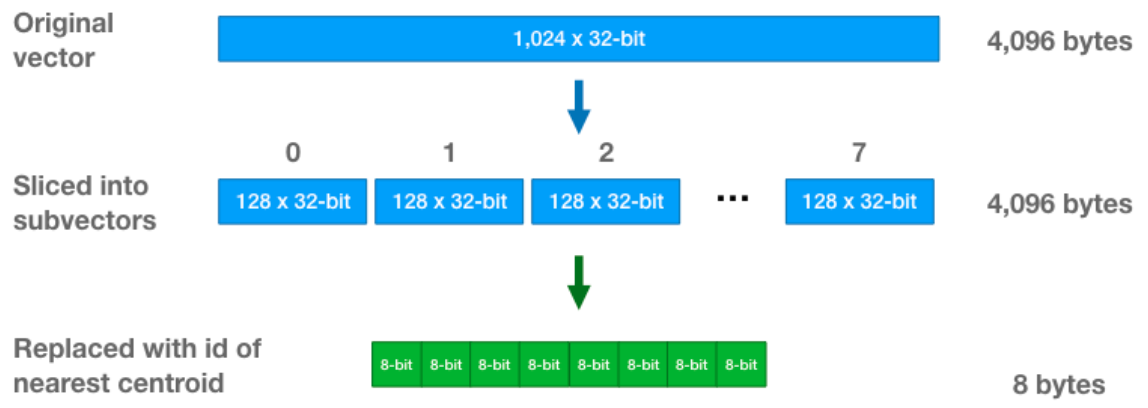 Original
vector
1,024 x 32-bit
4,096 bytes
0 1 2 7
Sliced into
subvectors
128 x 32-bit 128 x 32-bit 128 x 32-bit ... 128 x 32-bit
4,096 bytes
Replaced with id of
nearest centroid
8-bit 8-bit 8-bit 8-bit 8-bit 8-bit 8-bit 8-bit
8 bytes